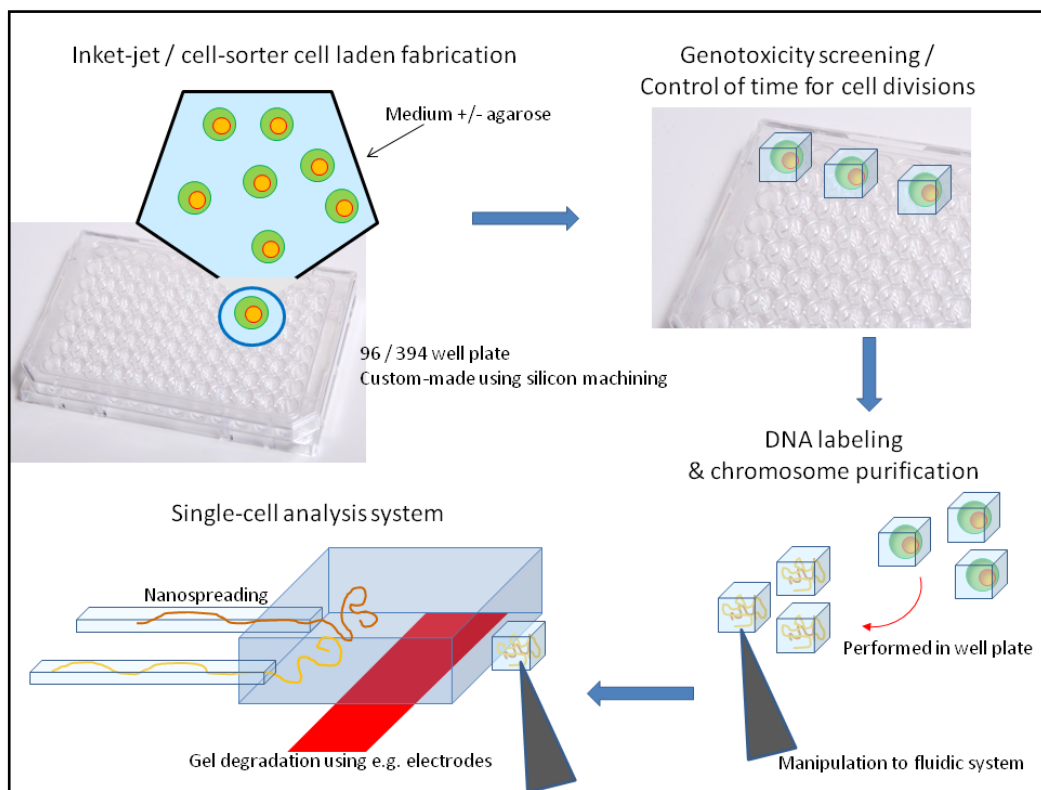 Inket-jet / cell-sorter cell laden fabrication
Medium +/- agarose
96 / 394 well plate
Custom-made using silicon machining
Genotoxicity screening /
Control of time for cell divisions
DNA labeling
& chromosome purification
Performed in well plate
Manipulation to fluidic system
Single-cell analysis system
Nanospreading
Gel degradation using e.g. electrodes